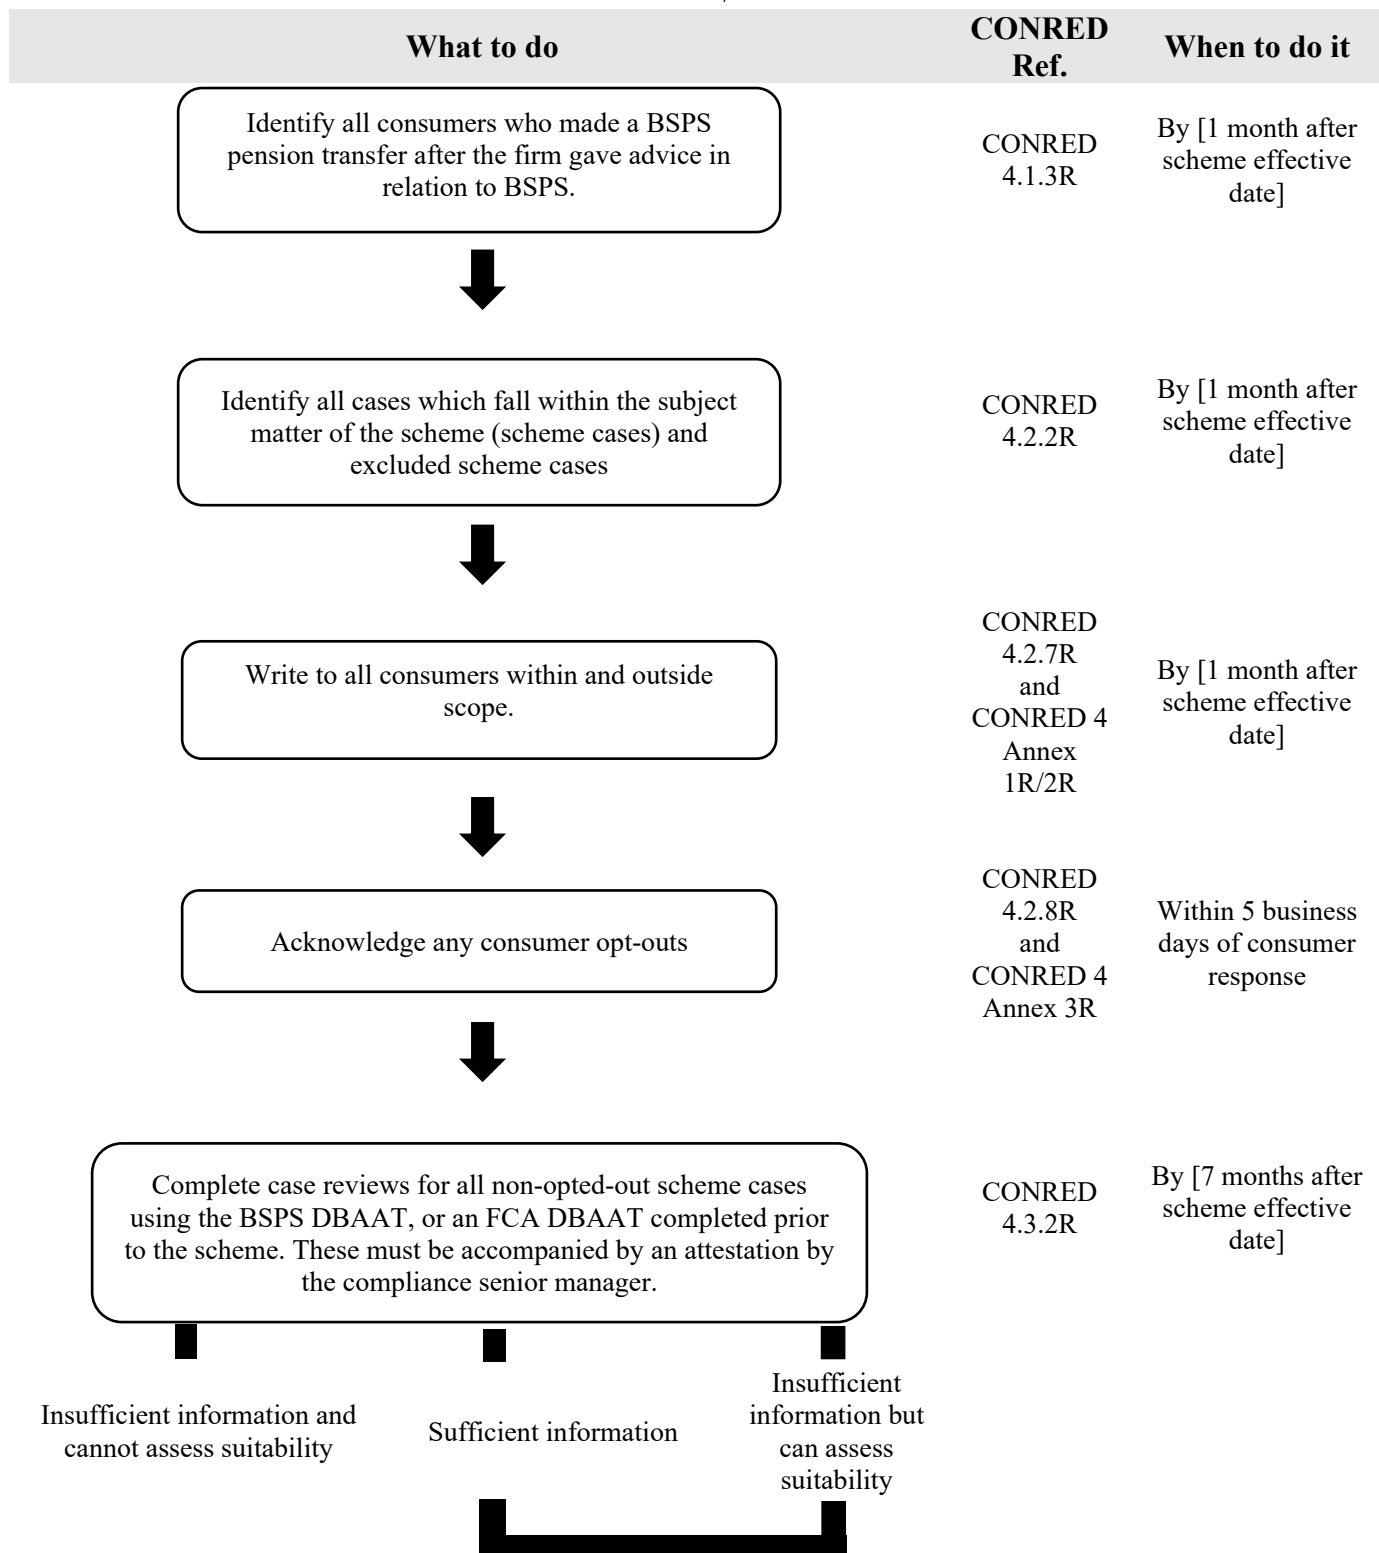 What to do
CONRED
Ref.
When to do it
Identify all consumers who made a BSPS
pension transfer after the firm gave advice in
relation to BSPS.
CONRED
4.1.3R
By [1 month after
scheme effective
date]
Identify all cases which fall within the subject
matter of the scheme (scheme cases) and
excluded scheme cases
CONRED
4.2.2R
By [1 month after
scheme effective
date]
Write to all consumers within and outside
scope.
CONRED
4.2.7R
and
CONRED 4
Annex
1R/2R
By [1 month after
scheme effective
date]
Acknowledge any consumer opt-outs
CONRED
4.2.8R
and
CONRED 4
Annex 3R
Within 5 business
days of consumer
response
Complete case reviews for all non-opted-out scheme cases
using the BSPS DBAAT, or an FCA DBAAT completed prior
to the scheme. These must be accompanied by an attestation by
the compliance senior manager.
CONRED
4.3.2R
By [7 months after
scheme effective
date]
Insufficient information and
cannot assess suitability
Sufficient information
Insufficient
information but
can assess
suitability